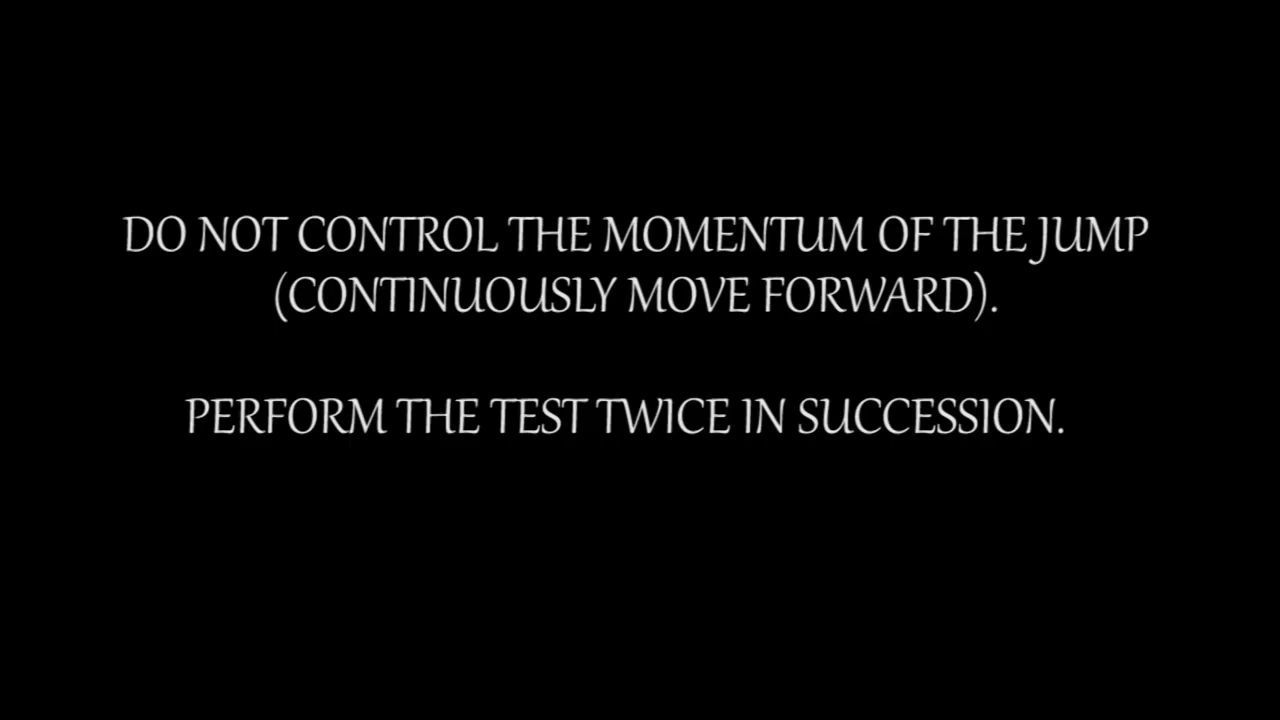 DO NOT CONTROL THE MOMENTUM OF THE JUMP
(CONTINUOUSLY MOVE FORWARD).
PERFORM THE TEST TWICE IN SUCCESSION.